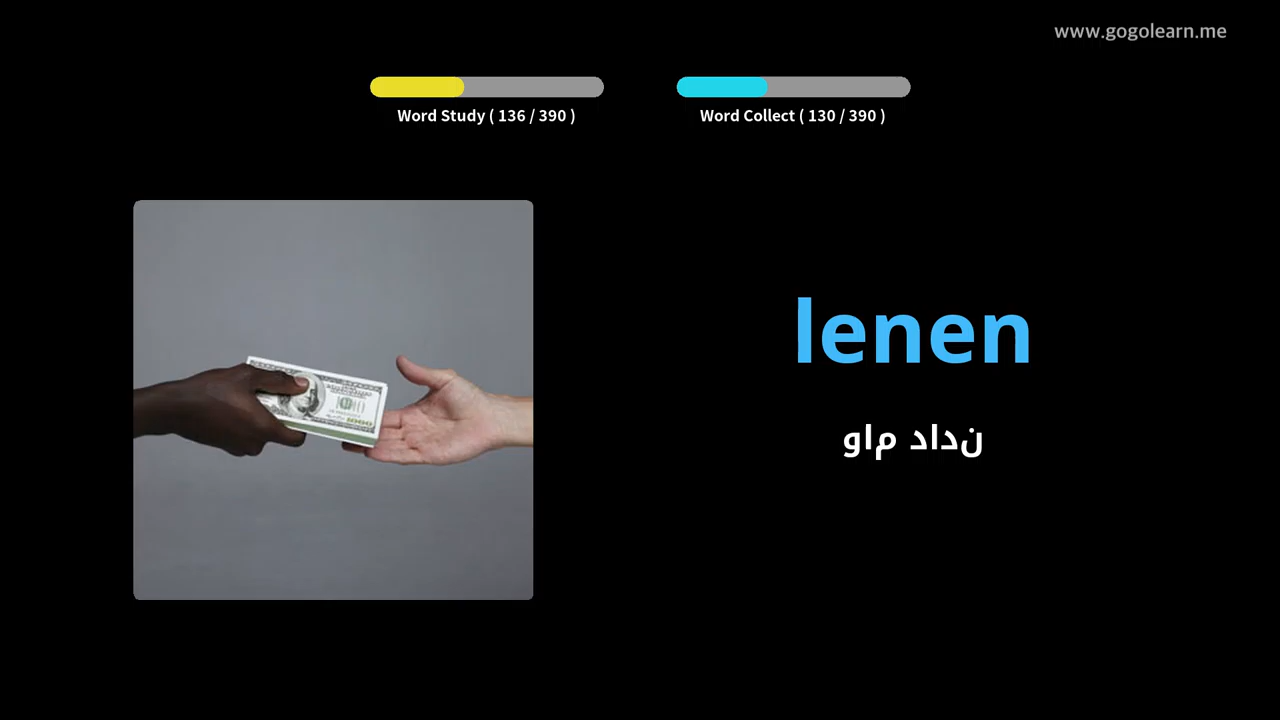 www.gogolearn.me
Word Study ( 136 / 390 )
Word Collect ( 130 / 390 )
lenen
وام دادن